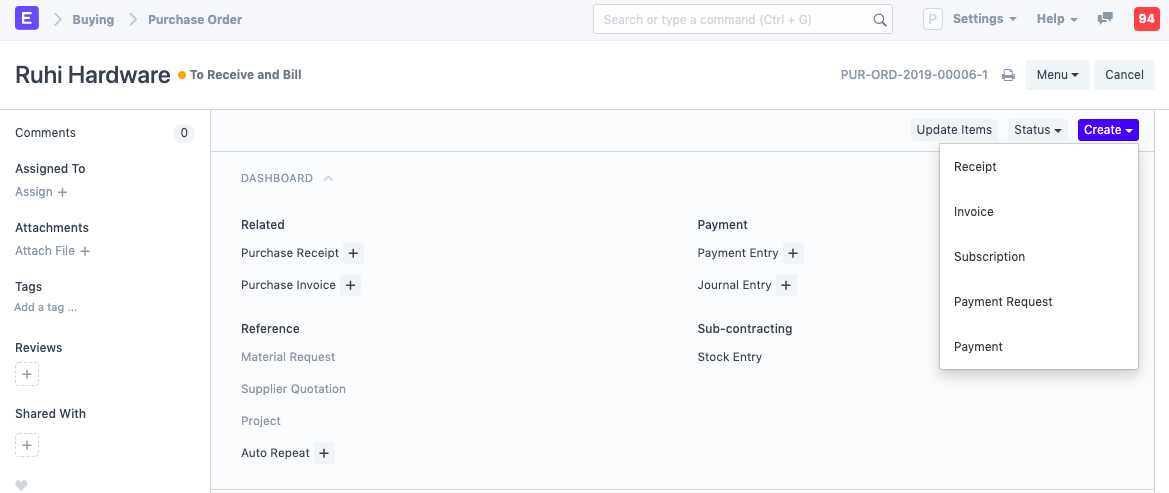 E Buying Purchase Order Search or type a command (Ctrl + G) P Settings Help 94
Ruhi Hardware To Receive and Bill PUR-ORD-2019-00006-1 Menu Cancel
Comments 0
Assigned To
Assign +
Attachments
Attach File +
Tags
Add a tag ...
Reviews
+
Shared With
+
Update Items Status Create
Receipt
Invoice
Subscription
Payment Request
Payment
DASHBOARD
Related
Purchase Receipt +
Purchase Invoice +
Payment
Payment Entry +
Journal Entry +
Reference
Material Request
Supplier Quotation
Project
Auto Repeat +
Sub-contracting
Stock Entry